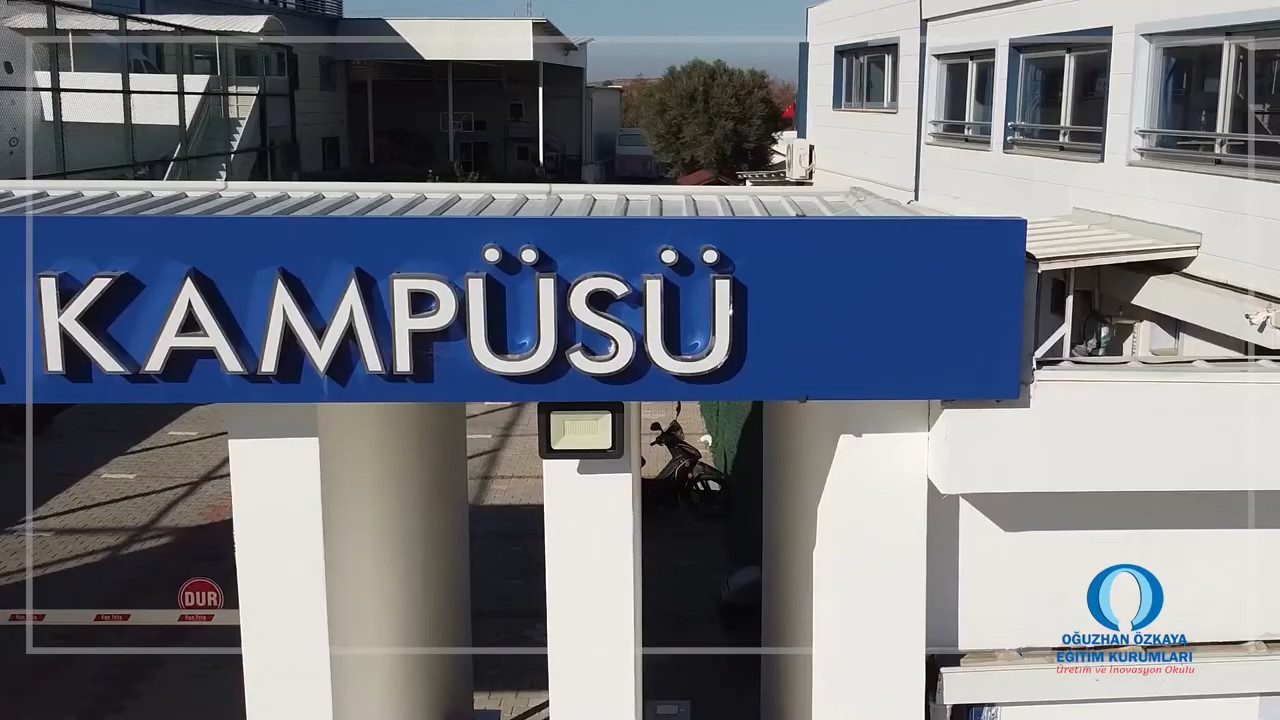 KAMPÜSÜ
DUR
OĞUZHAN ÖZKAYA
EĞİTİM KURUMLARI
Üretim ve İnovasyon Okulu